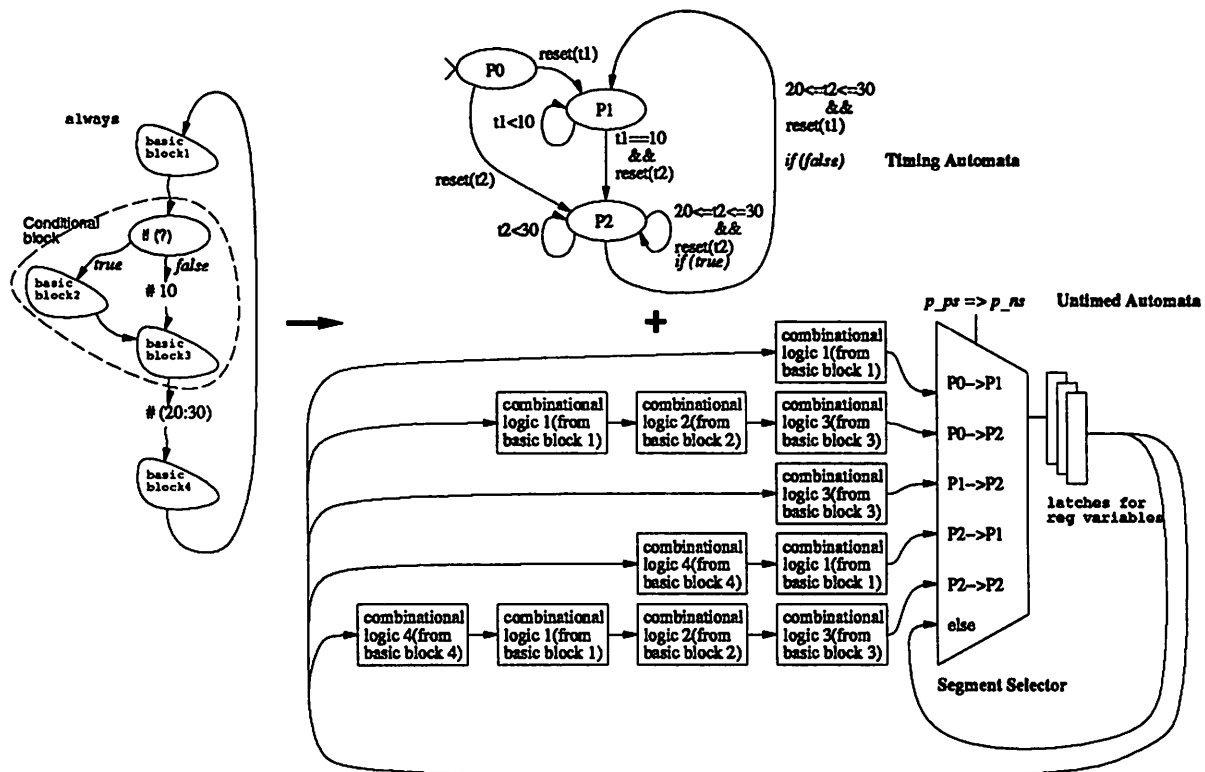 always
basic
block1
Conditional
block
if (?)
true
false
basic
block2
# 10
basic
block3
# (20:30)
basic
block4
P0
reset(t1)
P1
t1<10
t1==10
&&
reset(t2)
reset(t2)
P2
t2<30
20<=t2<=30
&&
reset(t2)
if (true)
20<=t2<=30
&&
reset(t1)
if (false)
Timing Automata
+
p_ps => p_ns
Untimed Automata
combinational
logic 1(from
basic block 1)
P0-->P1
combinational
logic 1(from
basic block 1)
combinational
logic 2(from
basic block 2)
combinational
logic 3(from
basic block 3)
P0-->P2
combinational
logic 3(from
basic block 3)
P1-->P2
combinational
logic 4(from
basic block 4)
combinational
logic 1(from
basic block 1)
P2-->P1
combinational
logic 4(from
basic block 4)
combinational
logic 1(from
basic block 1)
combinational
logic 2(from
basic block 2)
combinational
logic 3(from
basic block 3)
P2-->P2
else
latches for
reg variables
Segment Selector